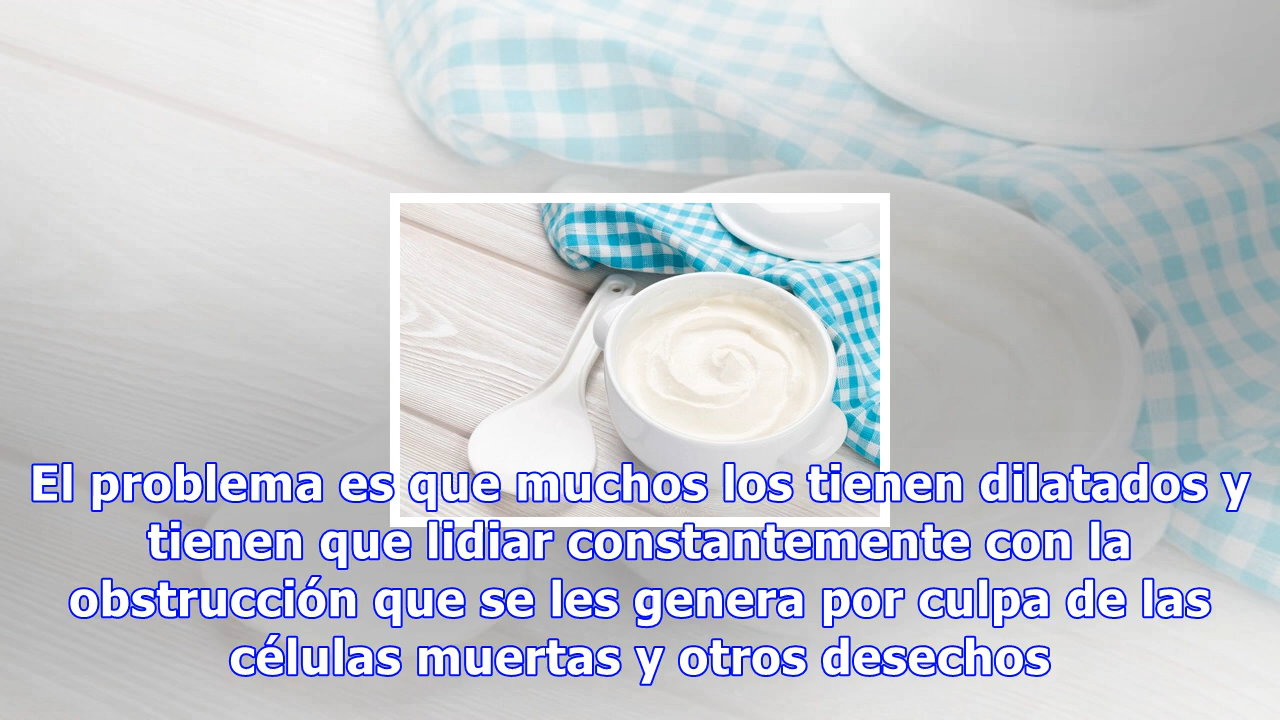 El problema es que muchos los tienen dilatados y
tienen que lidiar constantemente con la
obstrucción que se les genera por culpa de las
células muertas y otros desechos